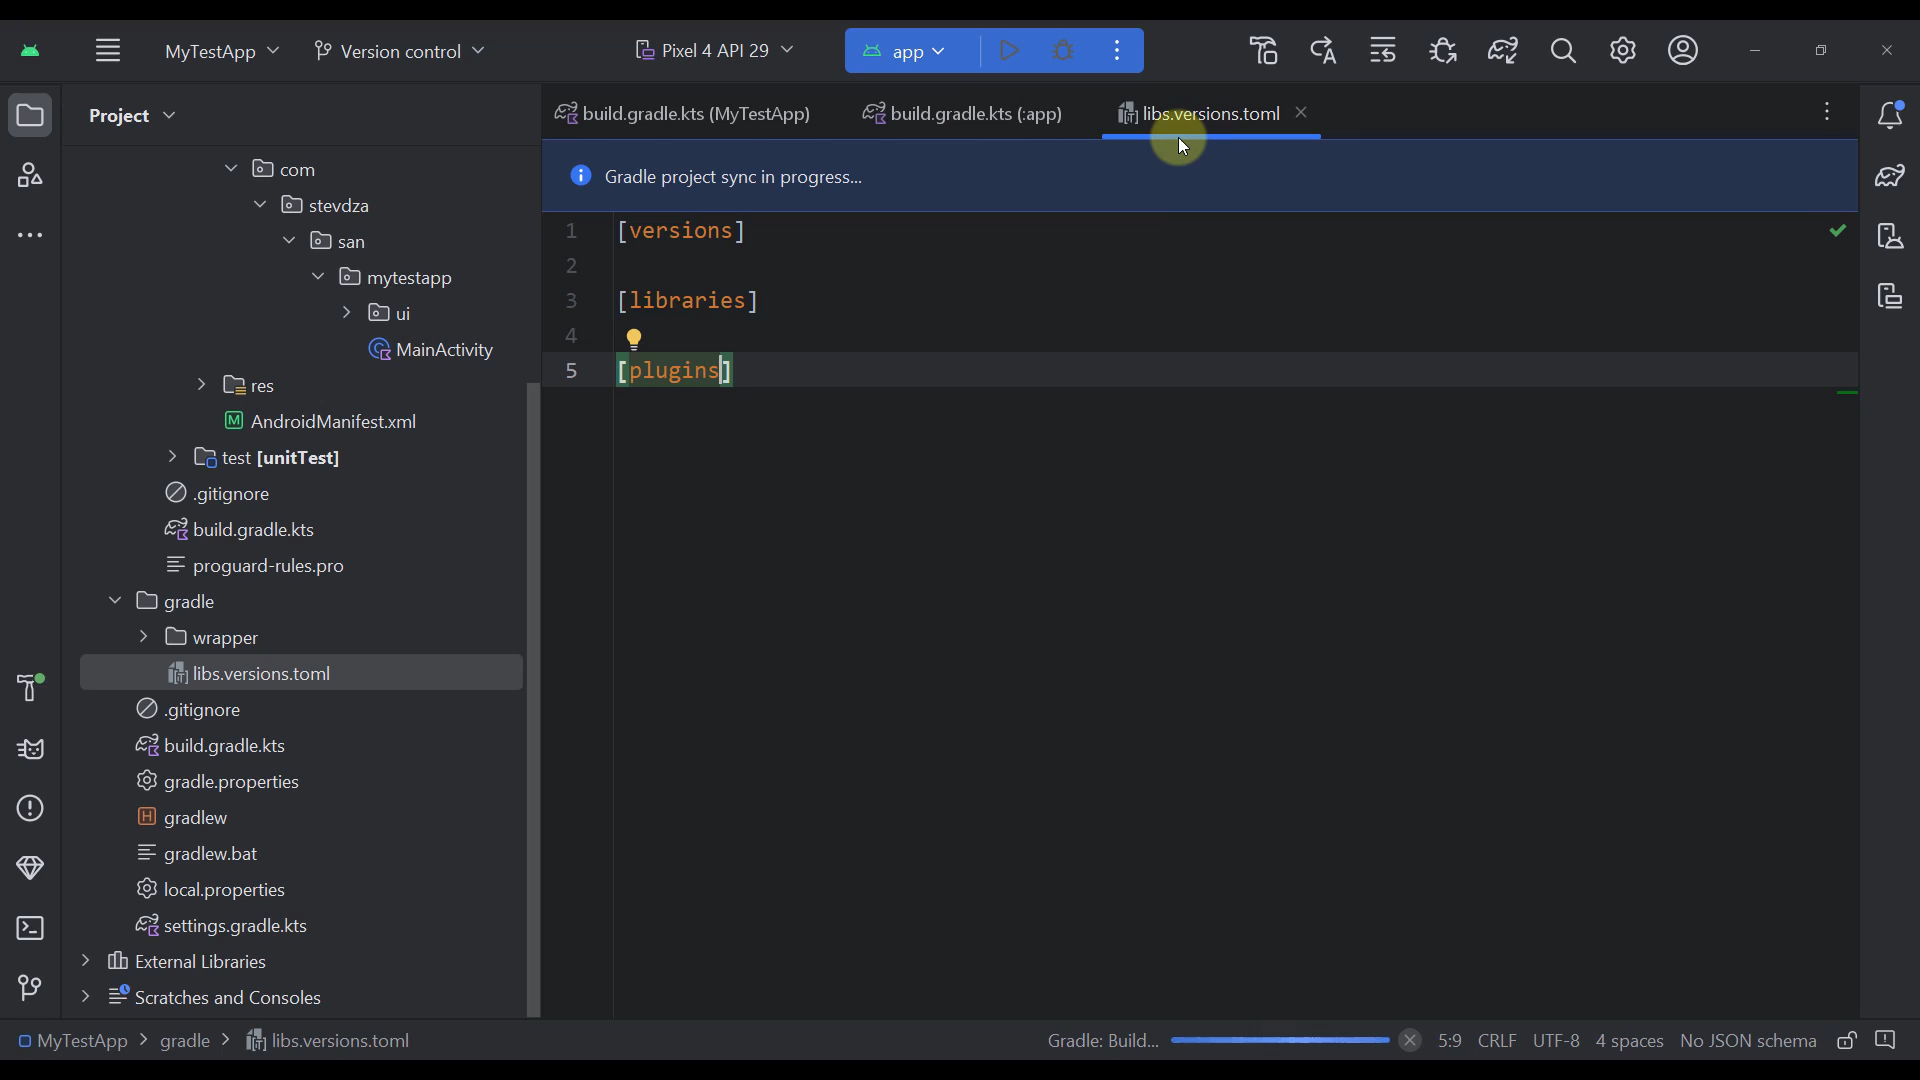 MyTestApp
Version control
Pixel 4 API 29
app
Project
build.gradle.kts (MyTestApp)
build.gradle.kts (:app)
libs.versions.toml
Gradle project sync in progress...
com
stevdza
san
mytestapp
ui
MainActivity
res
AndroidManifest.xml
test [unitTest]
.gitignore
build.gradle.kts
proguard-rules.pro
gradle
wrapper
libs.versions.toml
.gitignore
build.gradle.kts
gradle.properties
gradlew
gradlew.bat
local.properties
settings.gradle.kts
External Libraries
Scratches and Consoles
1 [versions]
2
3 [libraries]
4
5 [plugins]
MyTestApp > gradle > libs.versions.toml
Gradle: Build... 5:9 CRLF UTF-8 4 spaces No JSON schema